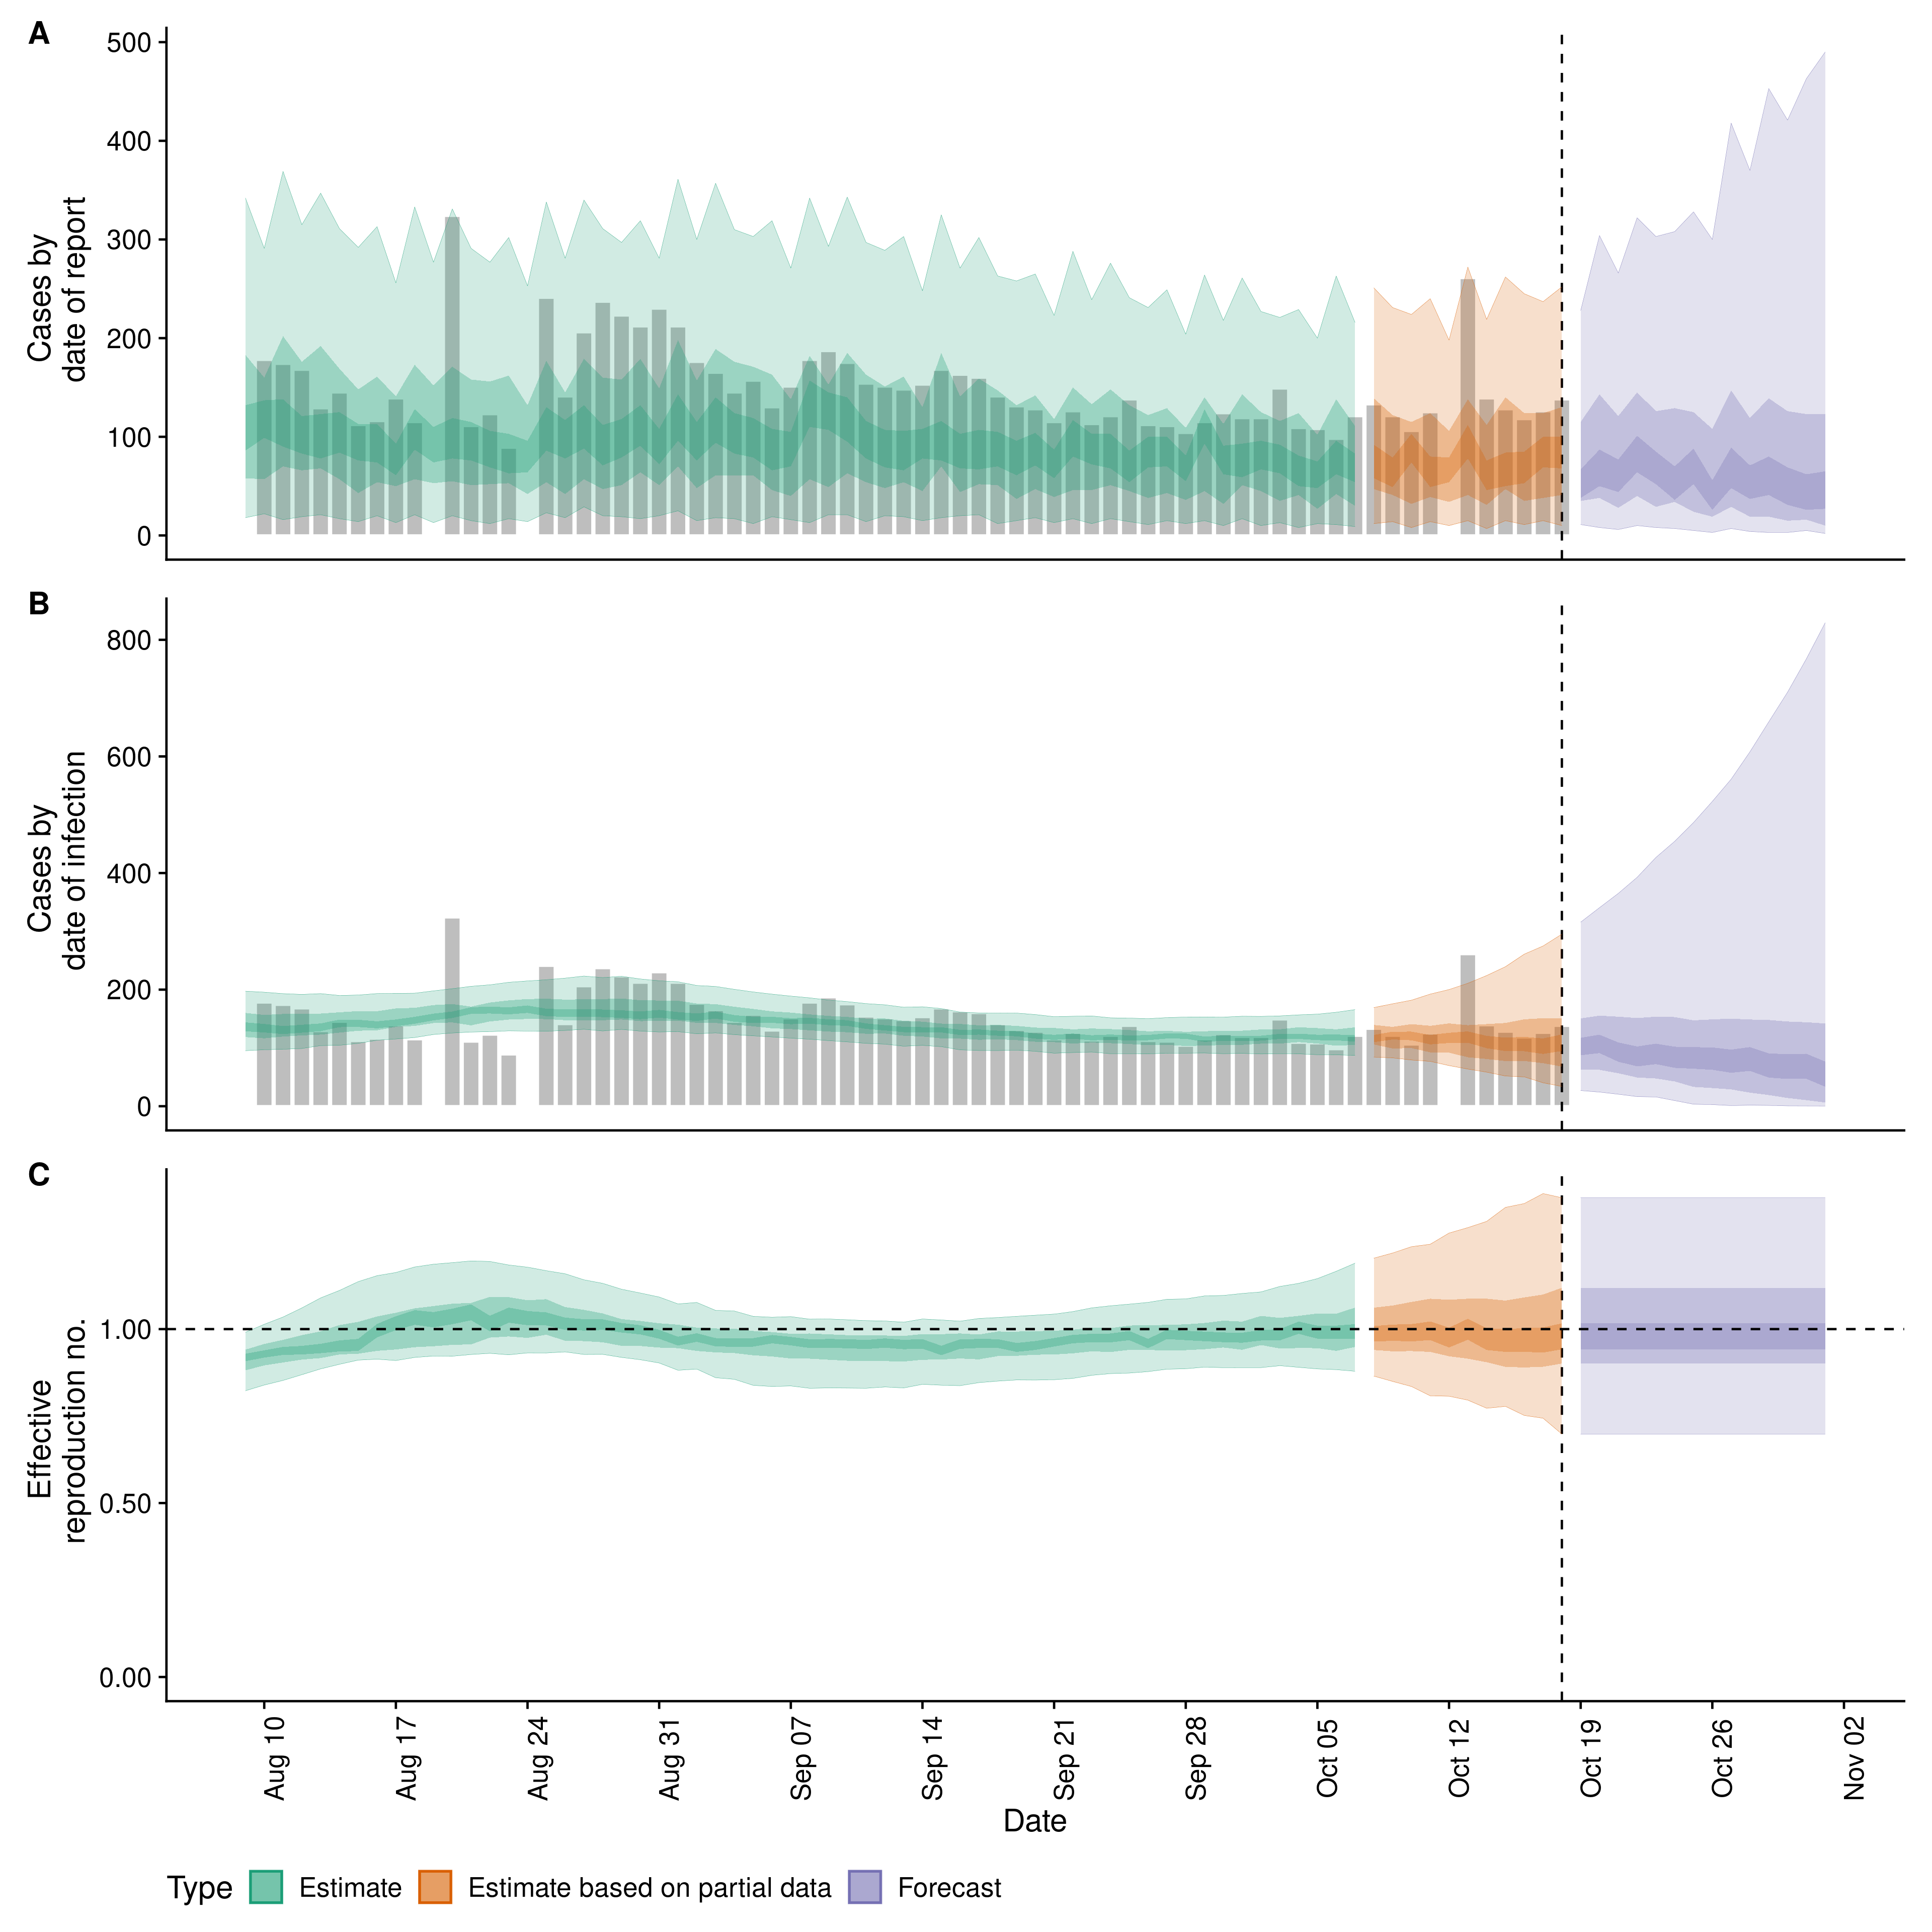 A
500
400
300
200
100
0
Cases by
date of report
B
800
600
400
200
0
Cases by
date of infection
C
1.00
0.50
0.00
Effective
reproduction no.
Aug 10
Aug 17
Aug 24
Aug 31
Sep 07
Sep 14
Sep 21
Sep 28
Oct 05
Oct 12
Oct 19
Oct 26
Nov 02
Date
Type
Estimate
Estimate based on partial data
Forecast